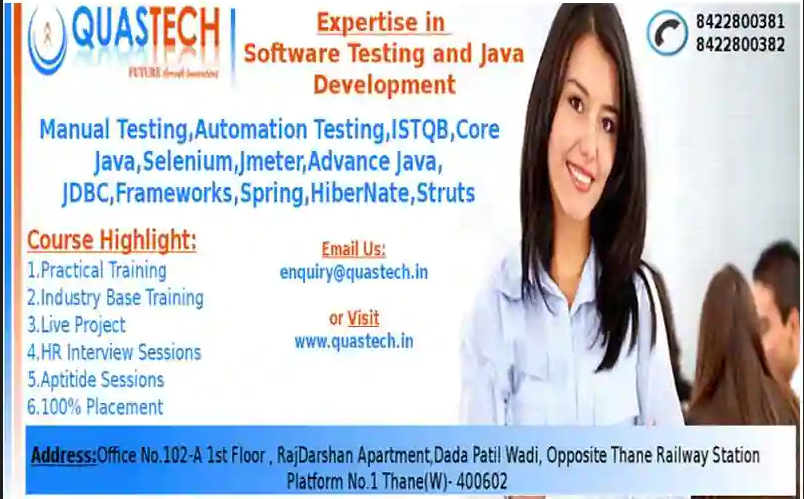 QUASTECH
FUTURE through Innovations
Expertise in
Software Testing and Java
Development
8422800381
8422800382
Manual Testing,Automation Testing,ISTQB,Core
Java,Selenium,Jmeter,Advance Java,
JDBC,Frameworks,Spring,HiberNate,Struts
Course Highlight:
1.Practical Training
2.Industry Base Training
3.Live Project
4.HR Interview Sessions
5.Aptitide Sessions
6.100% Placement
Email Us:
enquiry@quastech.in
or Visit
www.quastech.in
Address:Office No.102-A 1st Floor , RajDarshan Apartment,Dada Patil Wadi, Opposite Thane Railway Station
Platform No.1 Thane(W)- 400602